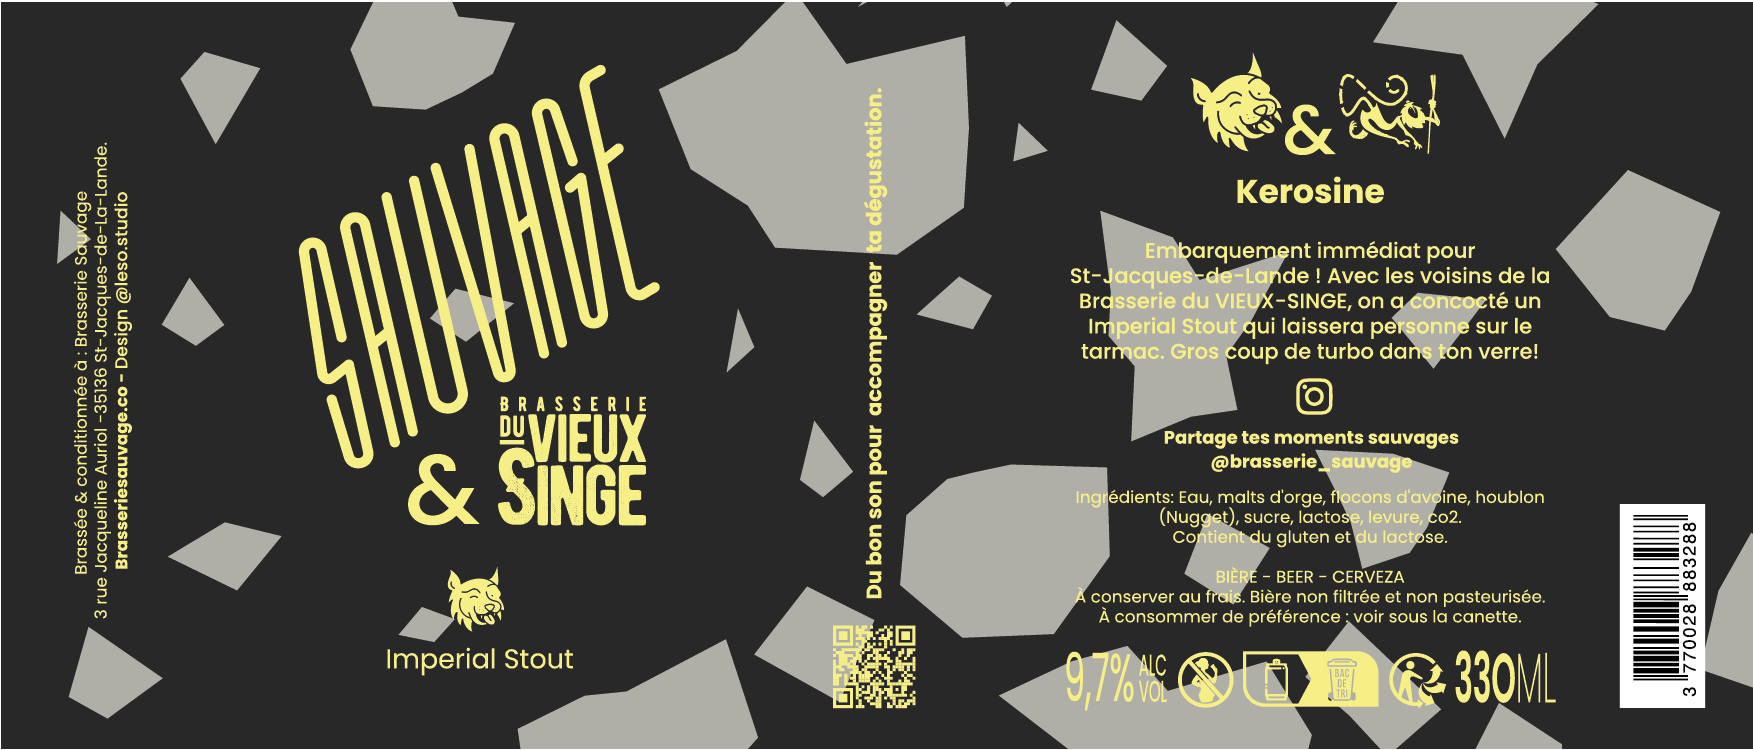 Brassée & conditionnée à : Brasserie Sauvage
3 rue Jacqueline Auriol -35136 St-Jacques-de-La-Lande.
Brasseriesauvage.co - Design @leso.studio
SAUVAGE
&
BRASSERIE
DU VIEUX
SINGE
Imperial Stout
Du bon son pour accompagner ta dégustation.
&
Kerosine
Embarquement immédiat pour
St-Jacques-de-Lande ! Avec les voisins de la
Brasserie du VIEUX-SINGE, on a concocté un
Imperial Stout qui laissera personne sur le
tarmac. Gros coup de turbo dans ton verre!
Partage tes moments sauvages
@brasserie_sauvage
Ingrédients: Eau, malts d'orge, flocons d'avoine, houblon
(Nugget), sucre, lactose, levure, co2.
Contient du gluten et du lactose.
BIÈRE - BEER - CERVEZA
À conserver au frais. Bière non filtrée et non pasteurisée.
À consommer de préférence : voir sous la canette.
9,7% ALC
VOL
BAC
DE
TRI
330ML
3 770028 883288